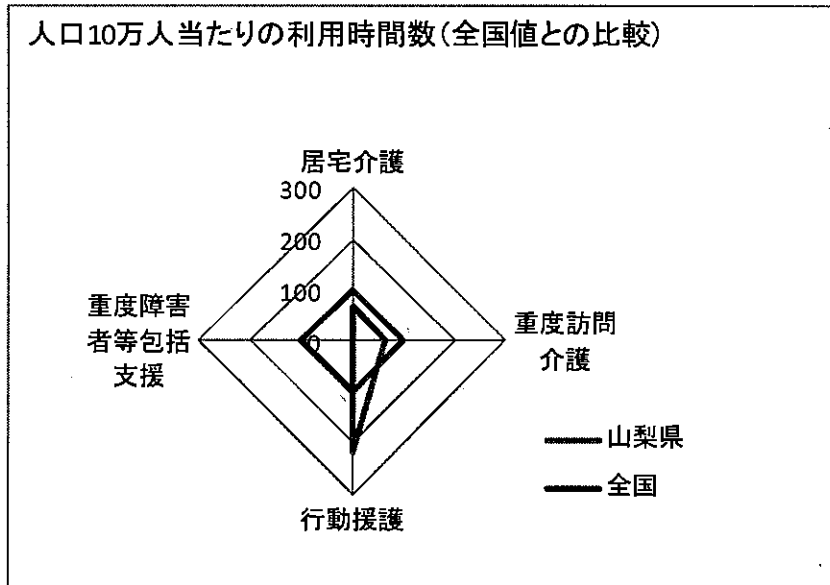 人口10万人当たりの利用時間数(全国値との比較)
居宅介護
300
200
100
0
重度障害
者等包括
支援
重度訪問
介護
行動援護
山梨県
全国